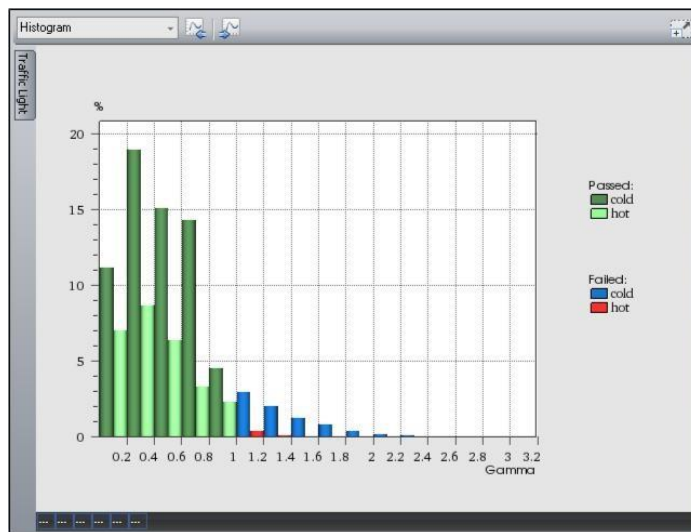 Histogram
Traffic Light
%
20
15
10
5
0
0.2 0.4 0.6 0.8 1 1.2 1.4 1.6 1.8 2 2.2 2.4 2.6 2.8 3 3.2
Gamma
Passed:
cold
hot
Failed:
cold
hot
--- --- --- --- --- ---